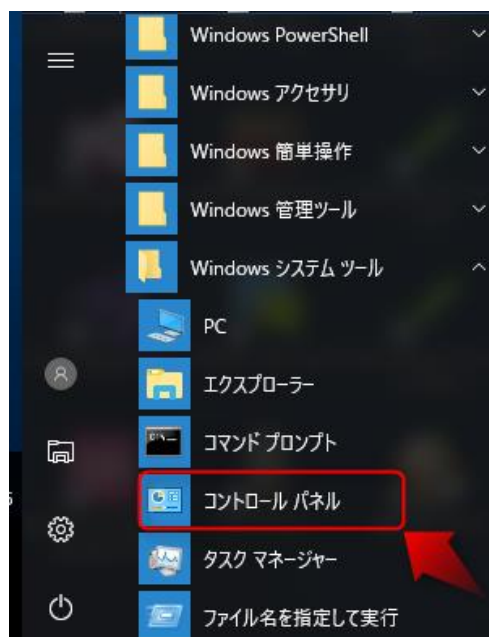 Windows PowerShell
Windows アクセサリ
Windows 簡単操作
Windows 管理ツール
Windows システム ツール
PC
エクスプローラー
コマンド プロンプト
コントロール パネル
タスク マネージャー
ファイル名を指定して実行